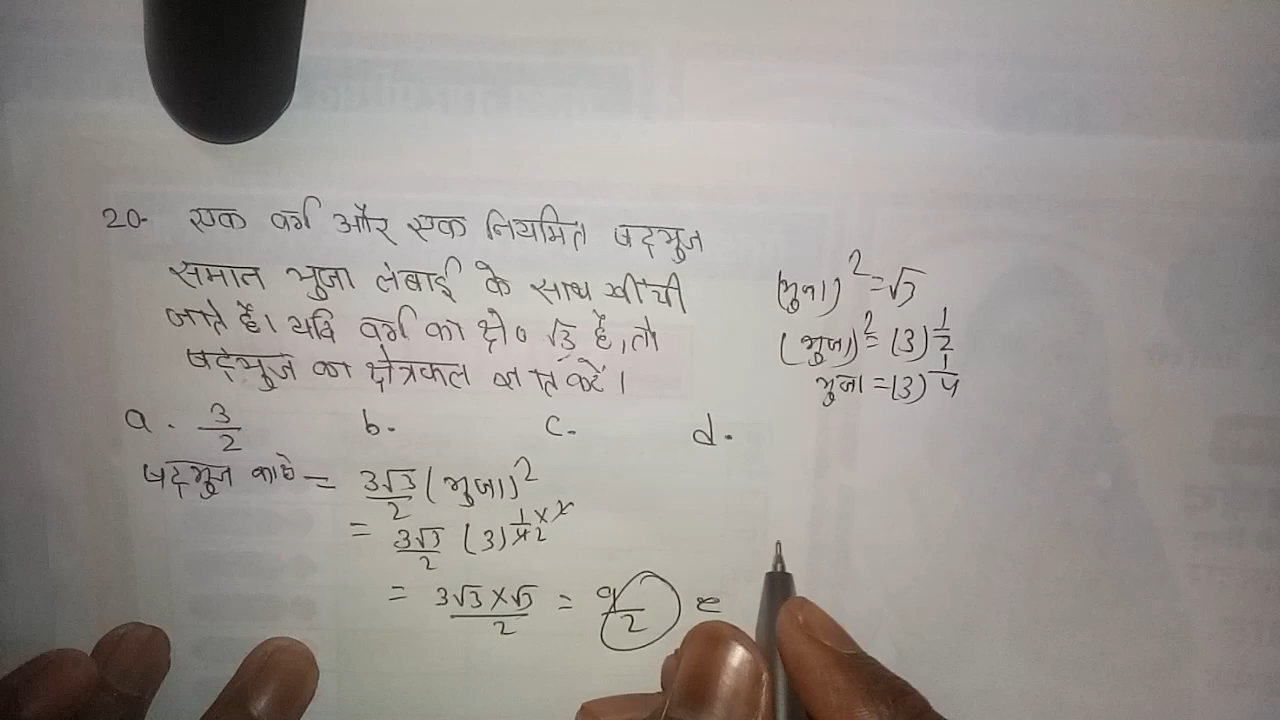 20- एक वर्ग और एक नियमित षट्भुज
समान भुजा लंबाई के साथ खींची
जाते हैं। यदि वर्ग का क्षे० √3 हैं, तो
षट्भुज का क्षेत्रफल ज्ञात करें।
a. 3/2 b. c. d.
षट्भुज का क्षे = 3√3/2 (भुजा)²
= 3√3/2 (3)^1/4 × 2
= 3√3 × √3/2 = 9/2
(भुजा)² = √3
(भुजा)² = (3)^1/2
भुजा = (3)^1/4